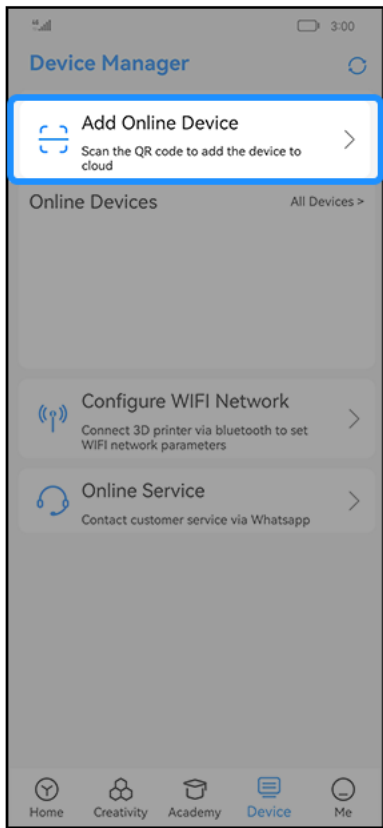 3:00
Device Manager
Add Online Device
Scan the QR code to add the device to
cloud
Online Devices
All Devices >
Configure WIFI Network
Connect 3D printer via bluetooth to set
WIFI network parameters
Online Service
Contact customer service via Whatsapp
Home
Creativity
Academy
Device
Me